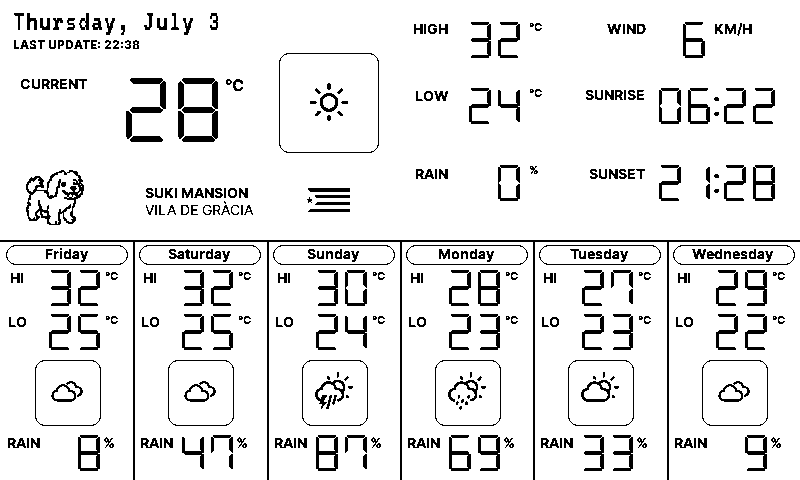 Thursday, July 3
LAST UPDATE: 22:38
CURRENT 28 °C
HIGH 32 °C
WIND 6 KM/H
LOW 24 °C
SUNRISE 06:22
RAIN 0 %
SUNSET 21:28
SUKI MANSION
VILA DE GRÀCIA
Friday
HI 32 °C
LO 25 °C
RAIN 8 %
Saturday
HI 32 °C
LO 25 °C
RAIN 47 %
Sunday
HI 30 °C
LO 24 °C
RAIN 87 %
Monday
HI 28 °C
LO 23 °C
RAIN 69 %
Tuesday
HI 27 °C
LO 23 °C
RAIN 33 %
Wednesday
HI 29 °C
LO 22 °C
RAIN 9 %